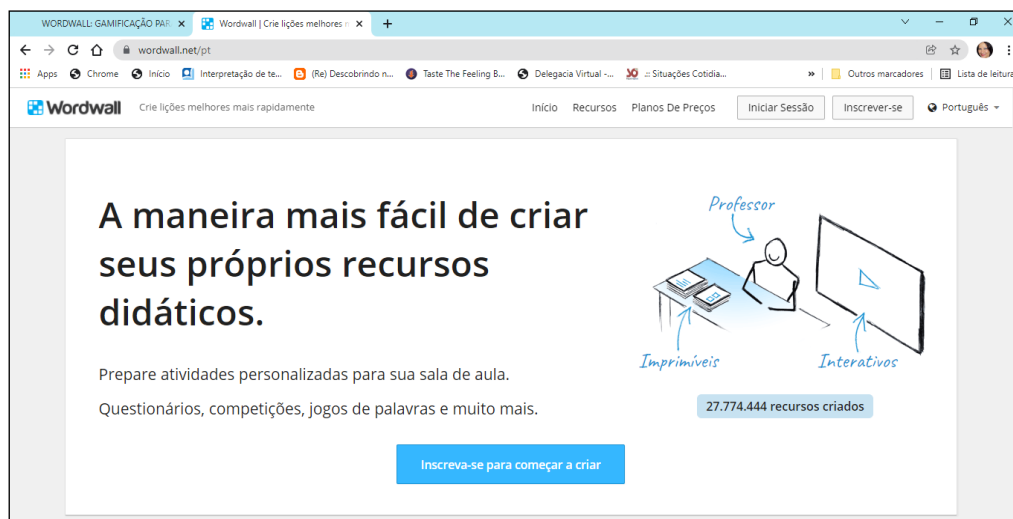 WORDWALL: GAMIFICAÇÃO PAR
Wordwall | Crie lições melhores
wordwall.net/pt
Apps Chrome Início Interpretação de te... (Re) Descobrindo n... Taste The Feeling B... Delegacia Virtual -... .:: Situações Cotidia... » Outros marcadores Lista de leitura
Wordwall Crie lições melhores mais rapidamente Início Recursos Planos De Preços Iniciar Sessão Inscrever-se Português
A maneira mais fácil de criar
seus próprios recursos
didáticos.
Prepare atividades personalizadas para sua sala de aula.
Questionários, competições, jogos de palavras e muito mais.
Professor
Imprimíveis
Interativos
27.774.444 recursos criados
Inscreva-se para começar a criar